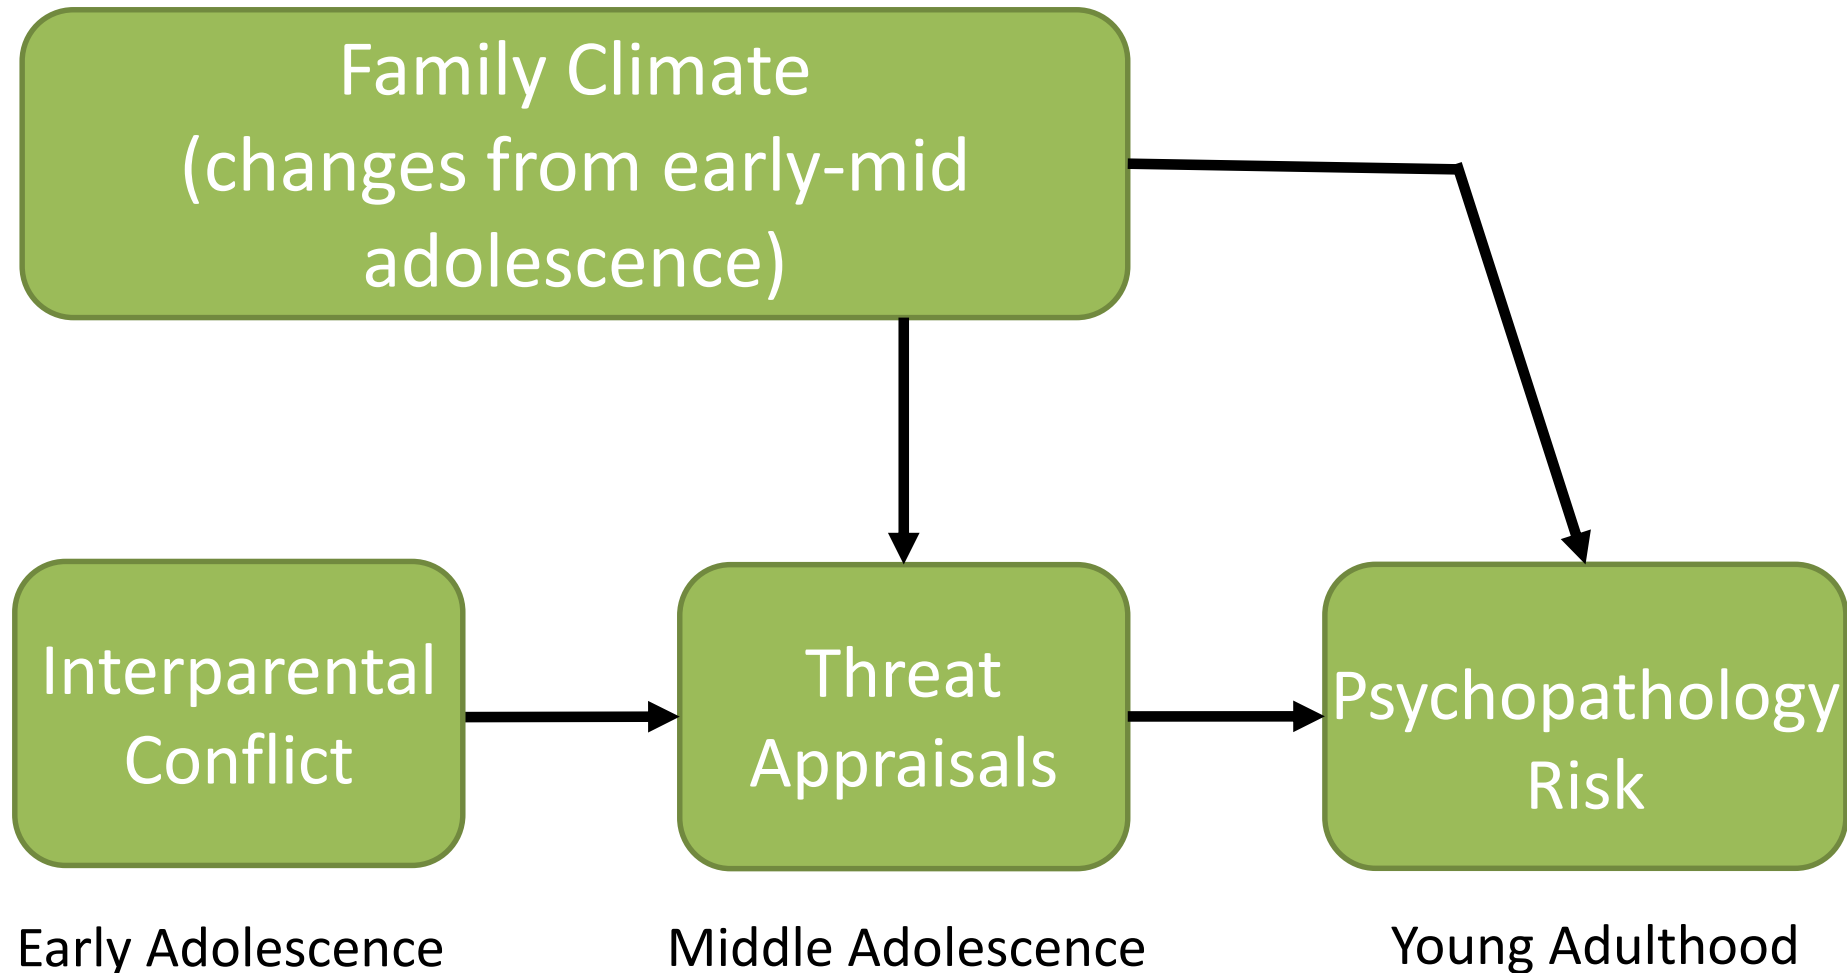 Family Climate
(changes from early-mid
adolescence)
Interparental
Conflict
Threat
Appraisals
Psychopathology
Risk
Early Adolescence
Middle Adolescence
Young Adulthood